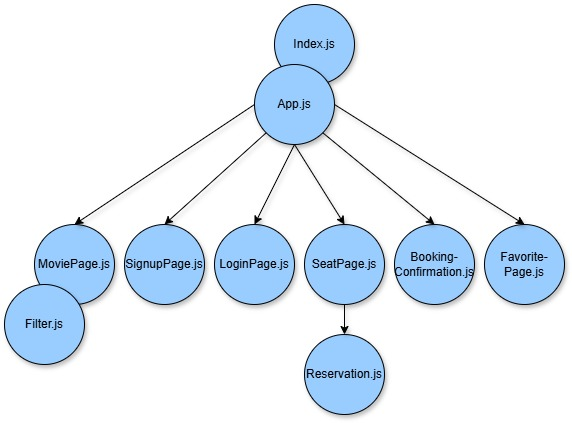 Index.js
App.js
MoviePage.js
SignupPage.js
LoginPage.js
SeatPage.js
Booking-
Confirmation.js
Favorite-
Page.js
Filter.js
Reservation.js